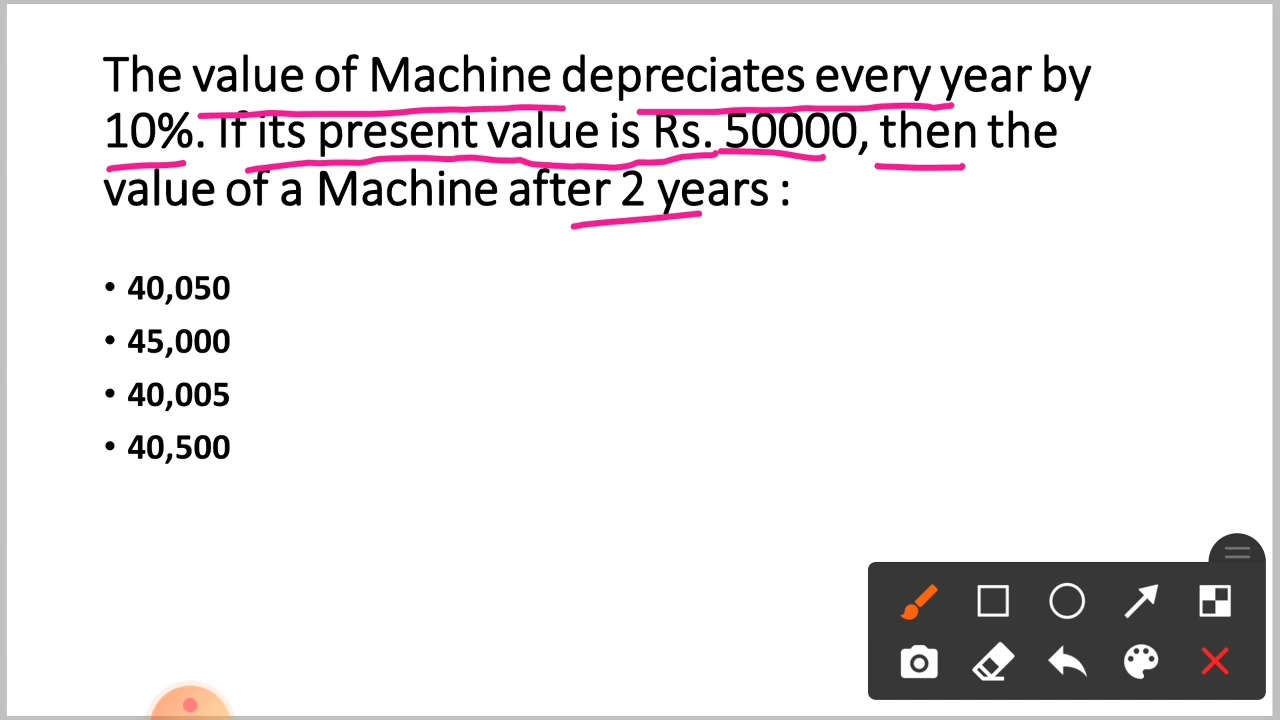 The value of Machine depreciates every year by
10%. If its present value is Rs. 50000, then the
value of a Machine after 2 years :
• 40,050
• 45,000
• 40,005
• 40,500